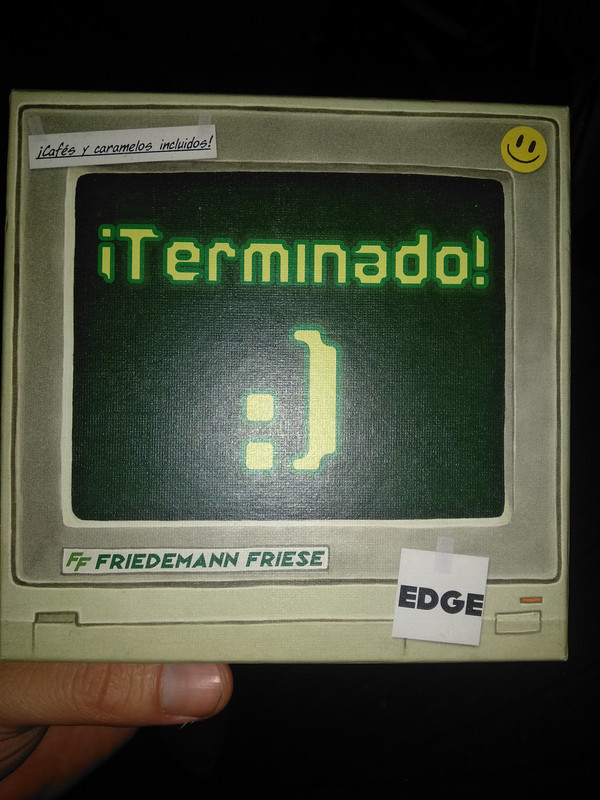 ¡Cafés y caramelos incluidos!
¡Terminado!
:)
FF FRIEDEMANN FRIESE
EDGE